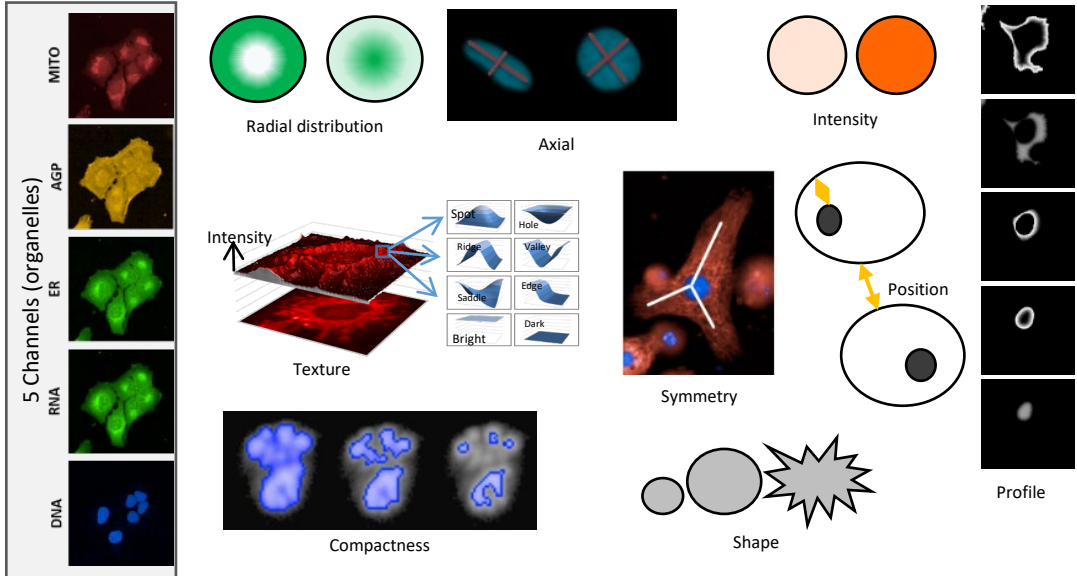 5 Channels (organelles)
MITO
AGP
ER
RNA
DNA
Radial distribution
Axial
Intensity
Intensity
Spot
Hole
Ridge
Valley
Saddle
Edge
Bright
Dark
Texture
Symmetry
Position
Compactness
Shape
Profile